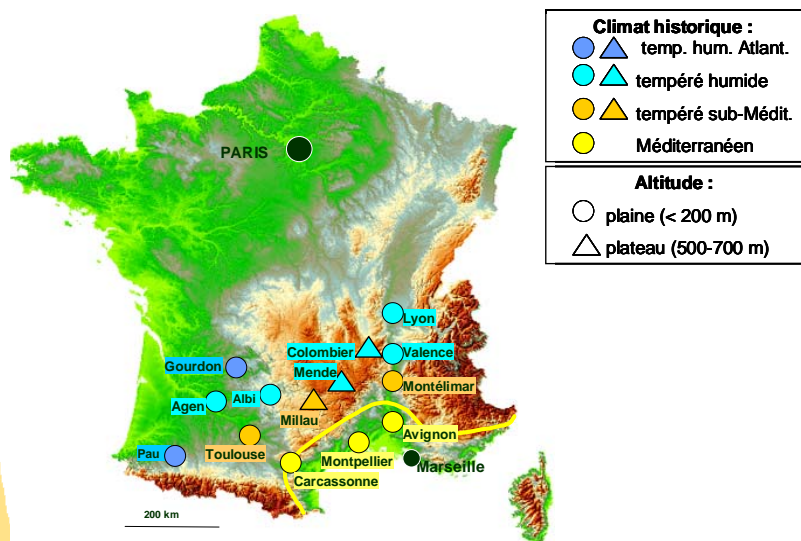 Climat historique :
temp. hum. Atlant.
tempéré humide
tempéré sub-Médit.
Méditerranéen
Altitude :
plaine (< 200 m)
plateau (500-700 m)
PARIS
Lyon
Colombier
Valence
Gourdon
Mende
Montélimar
Agen
Albi
Millau
Avignon
Pau
Toulouse
Montpellier
Marseille
Carcassonne
200 km